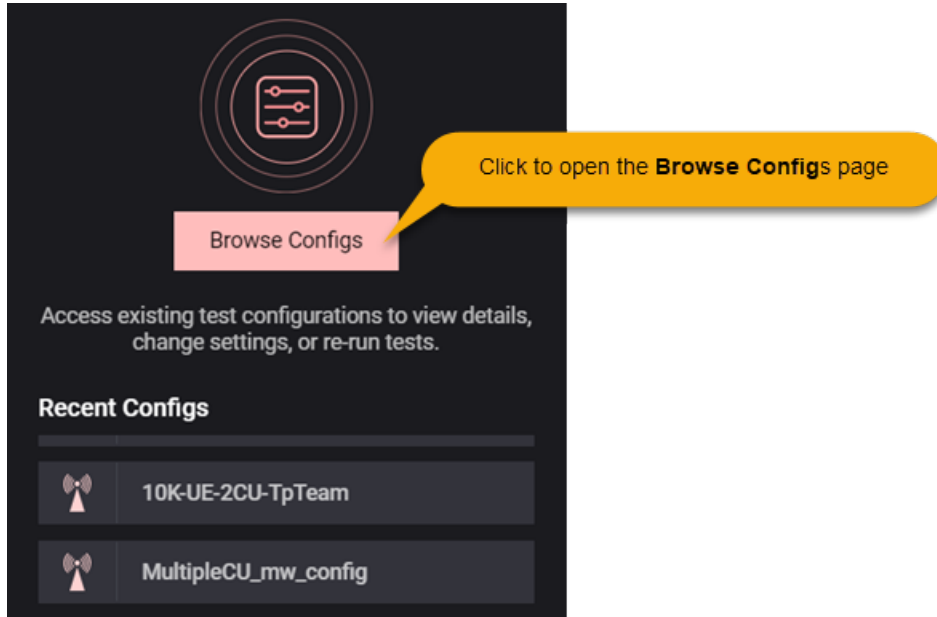 Click to open the Browse Configs page
Browse Configs
Access existing test configurations to view details,
change settings, or re-run tests.
Recent Configs
10K-UE-2CU-TpTeam
MultipleCU_mw_config